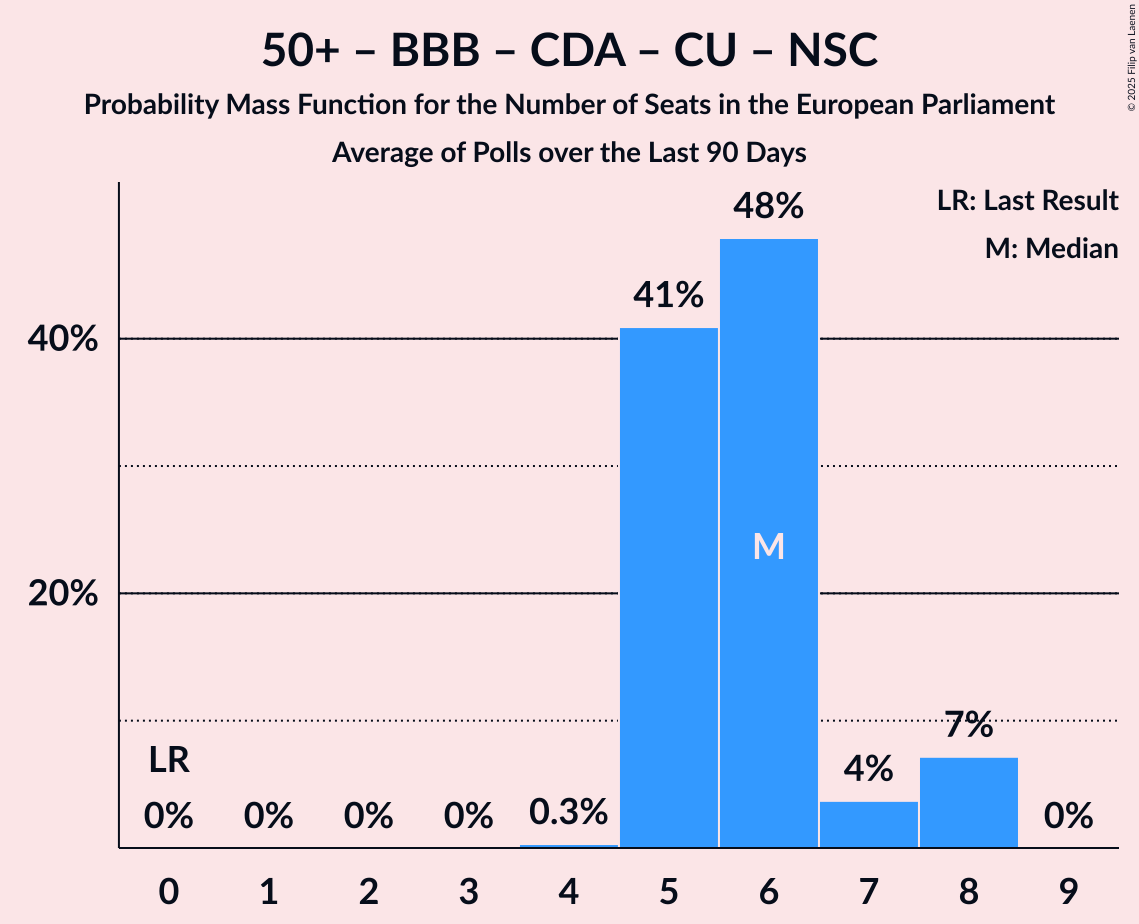 50+ – BBB – CDA – CU – NSC
Probability Mass Function for the Number of Seats in the European Parliament
Average of Polls over the Last 90 Days
© 2025 Filip van Laenen
LR: Last Result
M: Median
48%
41%
40%
M
20%
7%
LR
4%
0% 0% 0% 0% 0.3% 0%
0 1 2 3 4 5 6 7 8 9